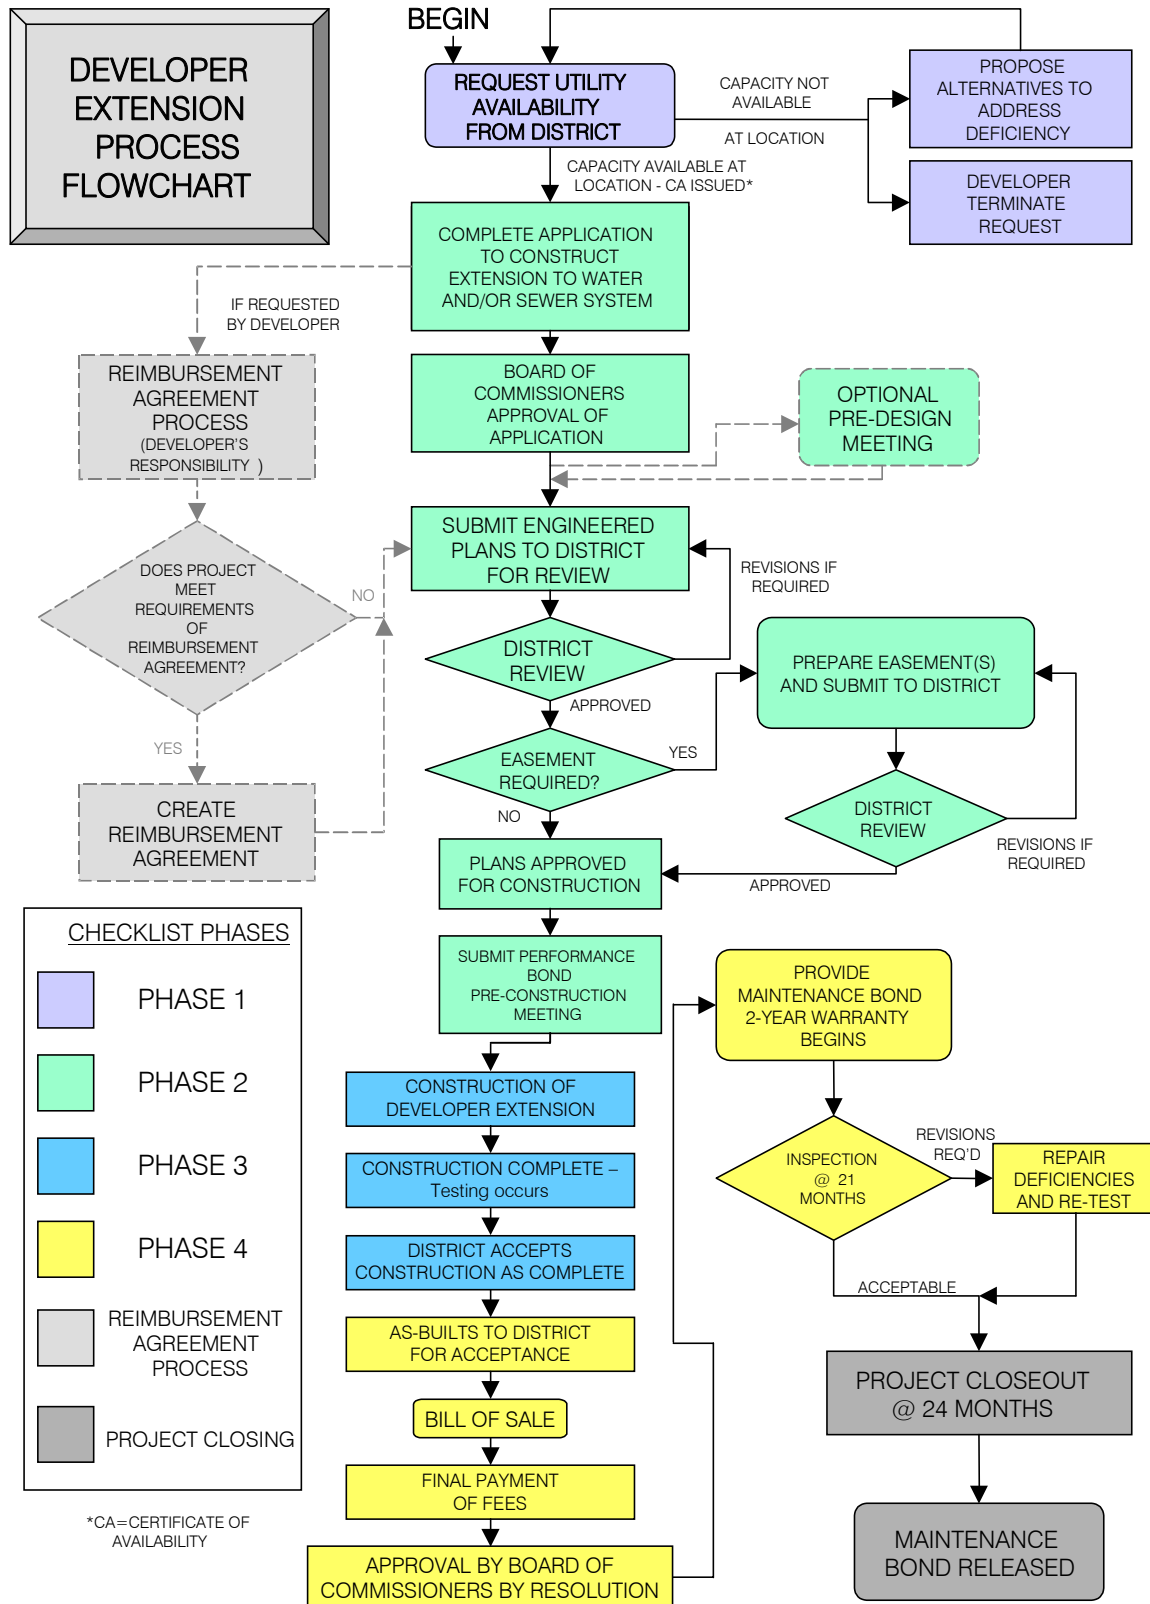 DEVELOPER
EXTENSION
PROCESS
FLOWCHART
BEGIN
REQUEST UTILITY
AVAILABILITY
FROM DISTRICT
CAPACITY NOT
AVAILABLE
AT LOCATION
PROPOSE
ALTERNATIVES TO
ADDRESS
DEFICIENCY
DEVELOPER
TERMINATE
REQUEST
CAPACITY AVAILABLE AT
LOCATION - CA ISSUED*
COMPLETE APPLICATION
TO CONSTRUCT
EXTENSION TO WATER
AND/OR SEWER SYSTEM
IF REQUESTED
BY DEVELOPER
REIMBURSEMENT
AGREEMENT
PROCESS
(DEVELOPER'S
RESPONSIBILITY )
BOARD OF
COMMISSIONERS
APPROVAL OF
APPLICATION
OPTIONAL
PRE-DESIGN
MEETING
SUBMIT ENGINEERED
PLANS TO DISTRICT
FOR REVIEW
REVISIONS IF
REQUIRED
DOES PROJECT
MEET
REQUIREMENTS
OF
REIMBURSEMENT
AGREEMENT?
NO
YES
CREATE
REIMBURSEMENT
AGREEMENT
DISTRICT
REVIEW
APPROVED
PREPARE EASEMENT(S)
AND SUBMIT TO DISTRICT
EASEMENT
REQUIRED?
YES
NO
DISTRICT
REVIEW
REVISIONS IF
REQUIRED
APPROVED
PLANS APPROVED
FOR CONSTRUCTION
SUBMIT PERFORMANCE
BOND
PRE-CONSTRUCTION
MEETING
CONSTRUCTION OF
DEVELOPER EXTENSION
CONSTRUCTION COMPLETE –
Testing occurs
DISTRICT ACCEPTS
CONSTRUCTION AS COMPLETE
AS-BUILTS TO DISTRICT
FOR ACCEPTANCE
BILL OF SALE
FINAL PAYMENT
OF FEES
APPROVAL BY BOARD OF
COMMISSIONERS BY RESOLUTION
PROVIDE
MAINTENANCE BOND
2-YEAR WARRANTY
BEGINS
INSPECTION
@ 21
MONTHS
REVISIONS
REQ'D
REPAIR
DEFICIENCIES
AND RE-TEST
ACCEPTABLE
PROJECT CLOSEOUT
@ 24 MONTHS
MAINTENANCE
BOND RELEASED
CHECKLIST PHASES
PHASE 1
PHASE 2
PHASE 3
PHASE 4
REIMBURSEMENT
AGREEMENT
PROCESS
PROJECT CLOSING
*CA=CERTIFICATE OF
AVAILABILITY